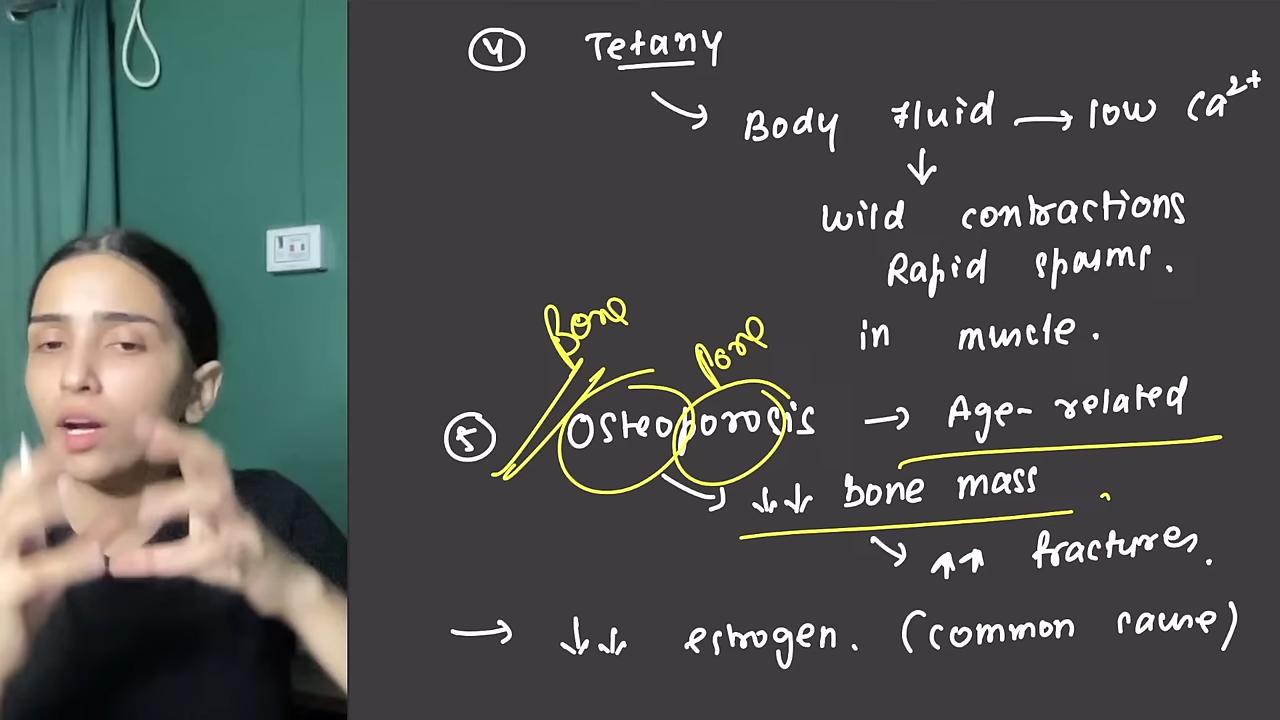 4 Tetany
→ Body Fluid → low Ca²⁺
↓
wild contractions
Rapid spasms.
in muscle.
Bone Pore
5 Osteoporosis → Age-related
→ ↓↓ Bone mass
→ ↑↑ fractures.
→ ↓↓ estrogen. (common cause)